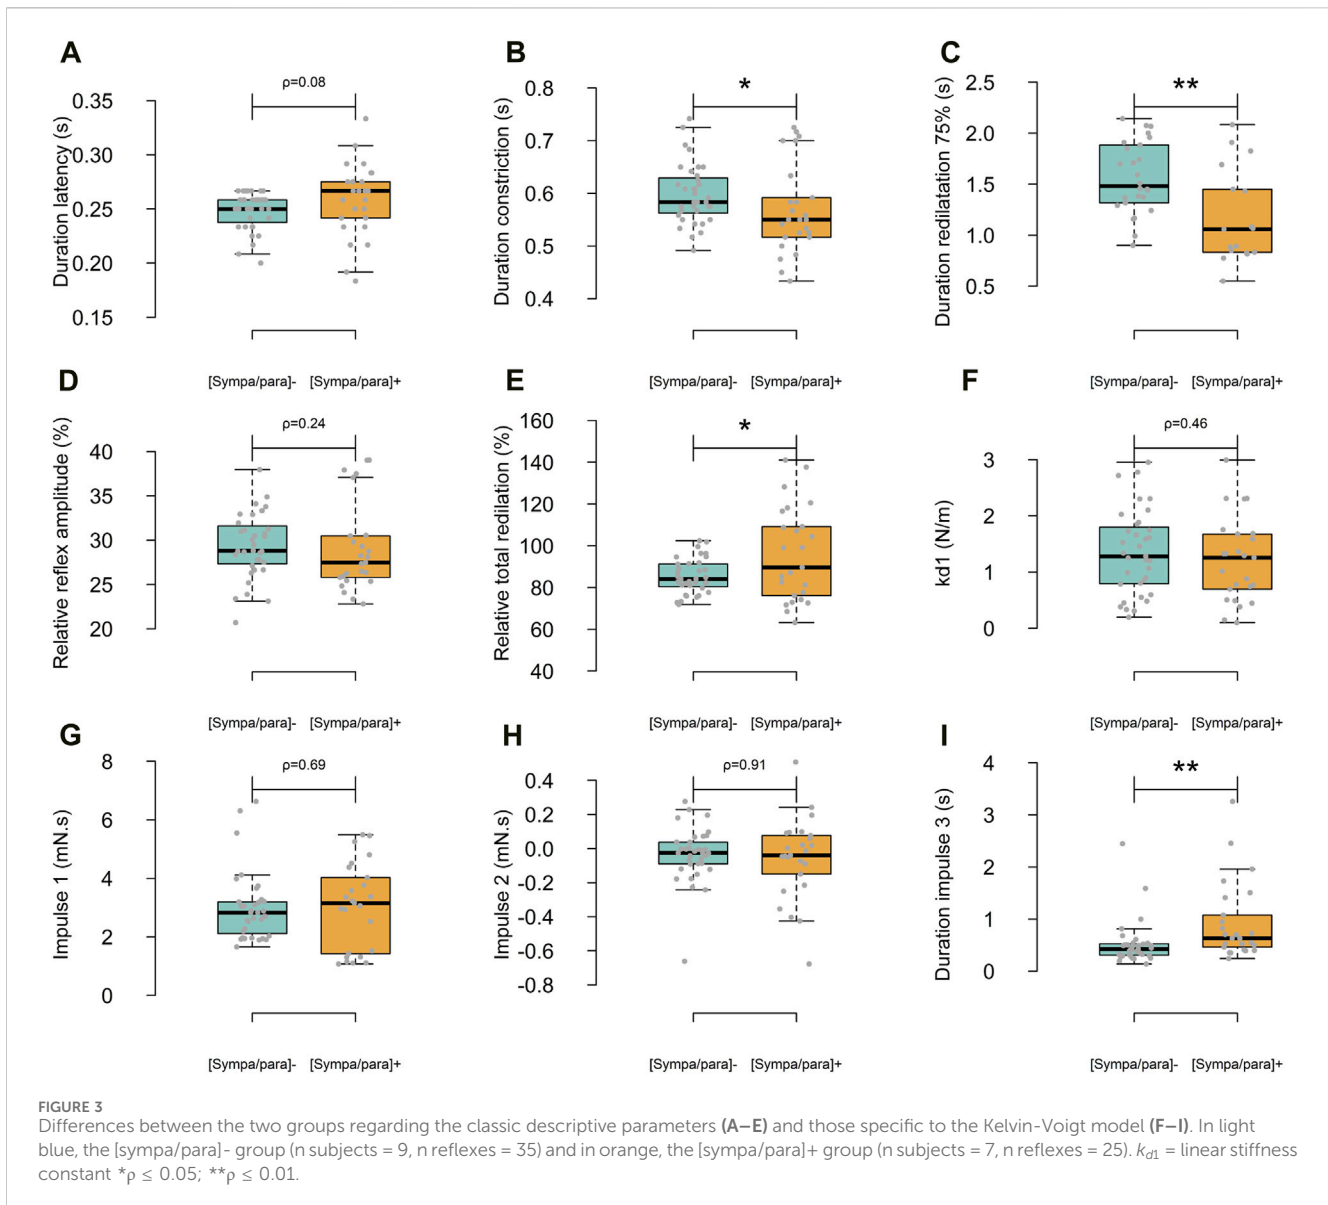 A
ρ=0.08
Duration latency (s)
0.35
0.30
0.25
0.20
0.15
[Sympa/para]- [Sympa/para]+
B
*
Duration constriction (s)
0.8
0.7
0.6
0.5
0.4
[Sympa/para]- [Sympa/para]+
C
**
Duration rediliatation 75% (s)
2.5
2.0
1.5
1.0
0.5
[Sympa/para]- [Sympa/para]+
D
ρ=0.24
Relative reflex amplitude (%)
40
35
30
25
20
[Sympa/para]- [Sympa/para]+
E
*
Relative total redilation (%)
160
140
120
100
80
60
40
[Sympa/para]- [Sympa/para]+
F
ρ=0.46
kd1 (N/m)
3
2
1
0
[Sympa/para]- [Sympa/para]+
G
ρ=0.69
Impulse 1 (mN.s)
8
6
4
2
0
[Sympa/para]- [Sympa/para]+
H
ρ=0.91
Impulse 2 (mN.s)
0.4
0.2
0.0
-0.2
-0.4
-0.6
-0.8
[Sympa/para]- [Sympa/para]+
I
**
Duration impulse 3 (s)
4
3
2
1
0
[Sympa/para]- [Sympa/para]+
FIGURE 3
Differences between the two groups regarding the classic descriptive parameters (A–E) and those specific to the Kelvin-Voigt model (F–I). In light
blue, the [sympa/para]- group (n subjects = 9, n reflexes = 35) and in orange, the [sympa/para]+ group (n subjects = 7, n reflexes = 25). kd1 = linear stiffness
constant *ρ ≤ 0.05; **ρ ≤ 0.01.